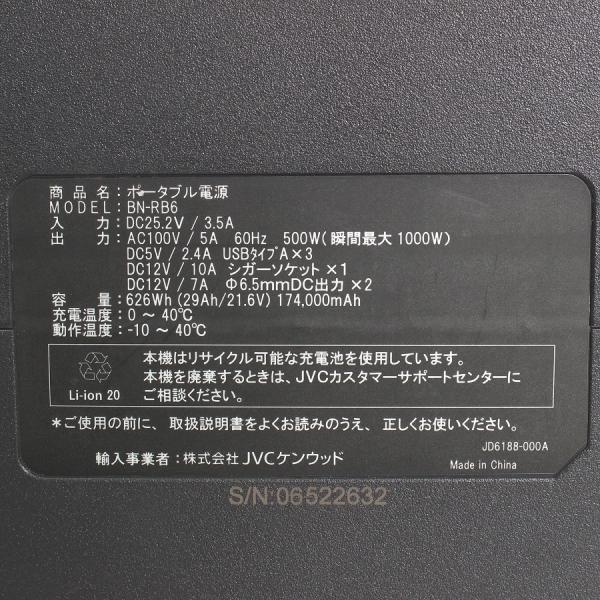 商品名：ポータブル電源
MODEL：BN-RB6
入力：DC25.2V / 3.5A
出力：AC100V / 5A 60Hz 500W(瞬間最大1000W)
DC5V / 2.4A USBタイプA×3
DC12V / 10A シガーソケット×1
DC12V / 7A Φ6.5mmDC出力×2
容量：626Wh (29Ah/21.6V) 174,000mAh
充電温度：0 ～ 40℃
動作温度：-10 ～ 40℃
本機はリサイクル可能な充電池を使用しています。
本機を廃棄するときは、JVCカスタマーサポートセンターに
ご相談ください。
Li-ion 20
＊ご使用の前に、取扱説明書をよくお読みのうえ、正しくお使いください。
JD6188-000A
輸入事業者：株式会社JVCケンウッド
Made in China
S/N:06522632